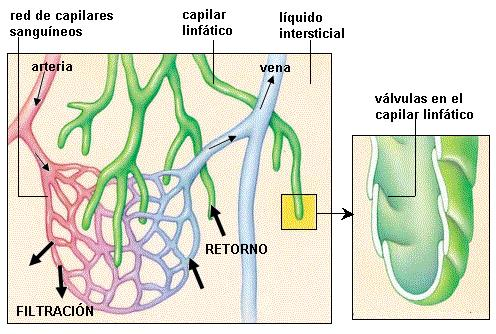 red de capilares
sanguíneos
capilar
linfático
líquido
intersticial
arteria
vena
válvulas en el
capilar linfático
RETORNO
FILTRACIÓN